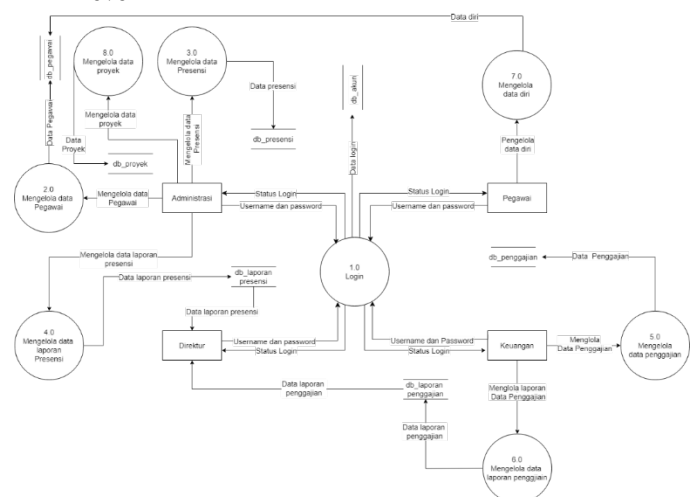 Data diri
db_pegawai
8.0
Mengelola data
proyek
3.0
Mengelola data
Presensi
Data presensi
db_akun
7.0
Mengelola
data diri
Data Pegawai
Mengelola data
proyek
Data
Proyek
Mengelola data
Presensi
db_presensi
Data login
Pengelola
data diri
db_proyek
2.0
Mengelola data
Pegawai
Mengelola data
Pegawai
Administrasi
Status Login
Username dan password
Status Login
Username dan password
Pegawai
1.0
Login
Mengelola data laporan
presensi
Data laporan presensi
db_laporan
presensi
db_penggajian
Data Penggajian
4.0
Mengelola data
laporan
Presensi
Data laporan presensi
Direktur
Username dan password
Status Login
Username dan Password
Status Login
Keuangan
Menglola
Data Penggajian
5.0
Mengelola
data penggajian
Data laporan
penggajian
db_laporan
penggajian
Menglola laporan
Data Penggajian
Data laporan
penggajian
6.0
Mengelola data
laporan penggjain